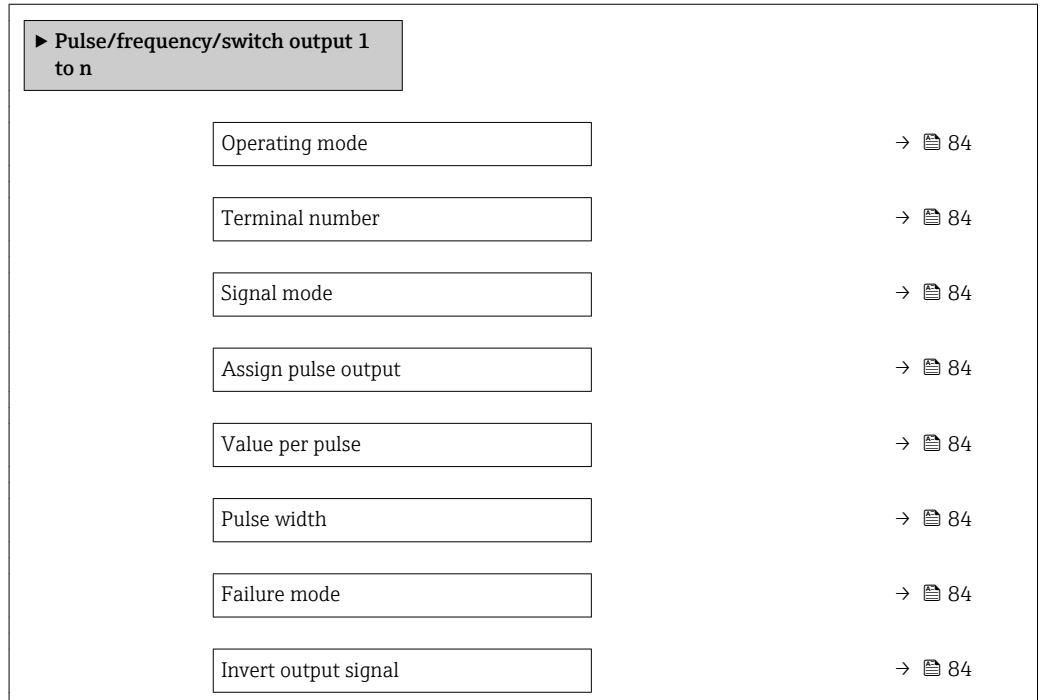 ▶ Pulse/frequency/switch output 1
to n
Operating mode → 84
Terminal number → 84
Signal mode → 84
Assign pulse output → 84
Value per pulse → 84
Pulse width → 84
Failure mode → 84
Invert output signal → 84